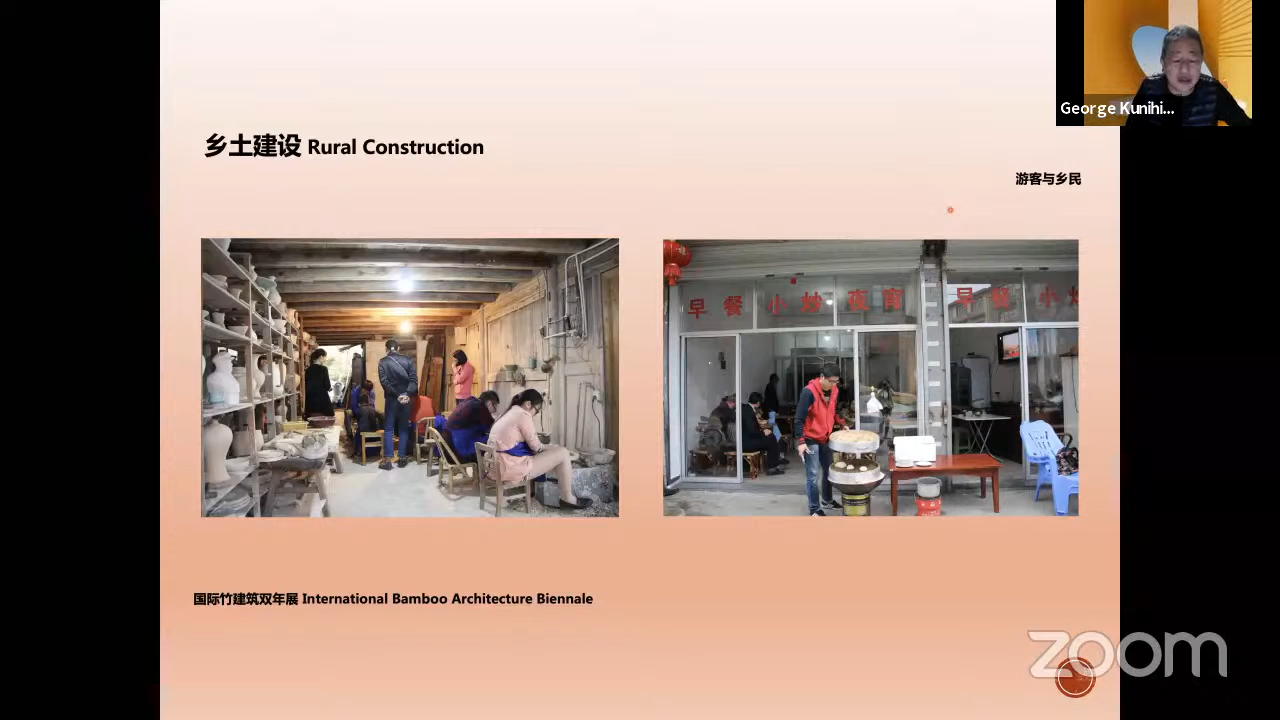 George Kunihi...
乡土建设 Rural Construction
游客与乡民
早餐 小炒 夜宵 早餐 小炒
国际竹建筑双年展 International Bamboo Architecture Biennale
zoom